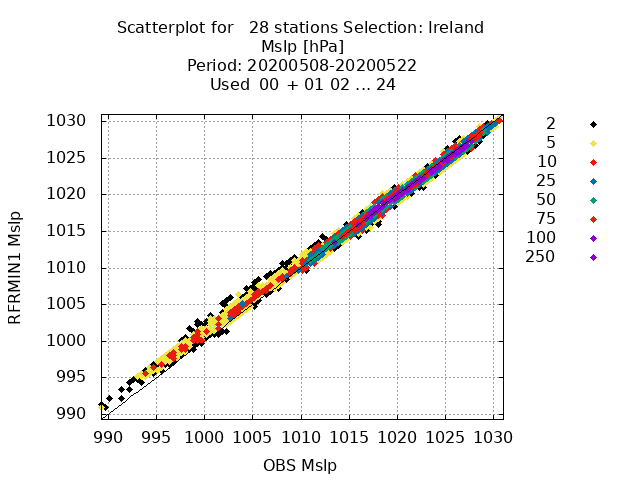 Scatterplot for 28 stations Selection: Ireland
Mslp [hPa]
Period: 20200508-20200522
Used 00 + 01 02 ... 24
RFRMIN1 Mslp
1030
1025
1020
1015
1010
1005
1000
995
990
990 995 1000 1005 1010 1015 1020 1025 1030
OBS Mslp
2
5
10
25
50
75
100
250